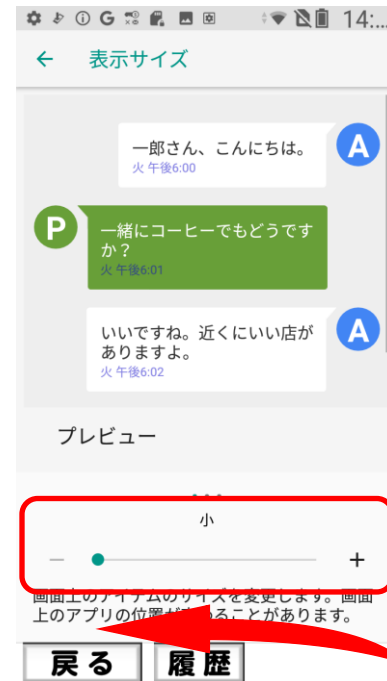 14:...
表示サイズ
一郎さん、こんにちは。
火 午後6:00
A
P
一緒にコーヒーでもどうです
か？
火 午後6:01
いいですね。近くにいい店が
ありますよ。
火 午後6:02
A
プレビュー
小
画面上のアイテムのサイズを変更します。画面
上のアプリの位置が変わることがあります。
戻る
履歴